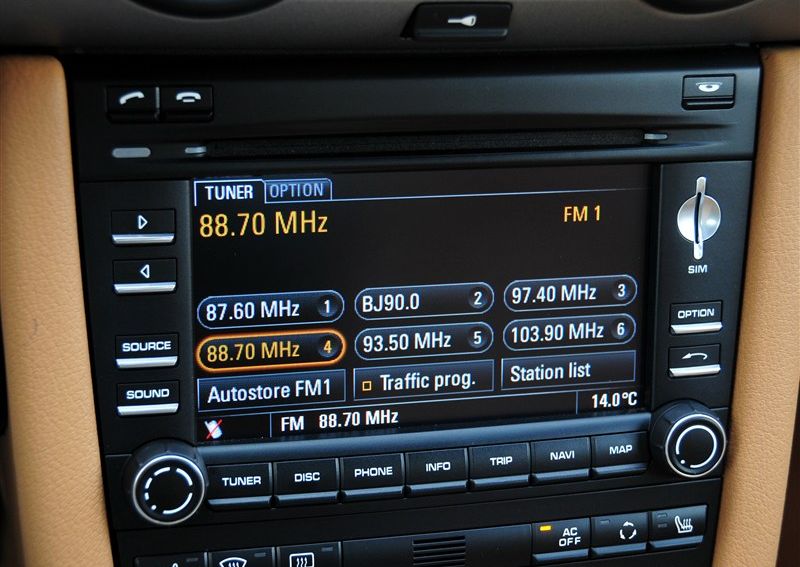 TUNER OPTION
88.70 MHz FM 1
SIM
87.60 MHz 1 BJ90.0 2 97.40 MHz 3
88.70 MHz 4 93.50 MHz 5 103.90 MHz 6
Autostore FM1 Traffic prog. Station list
FM 88.70 MHz 14.0°C
SOURCE
SOUND
OPTION
TUNER DISC PHONE INFO TRIP NAVI MAP
AC
OFF